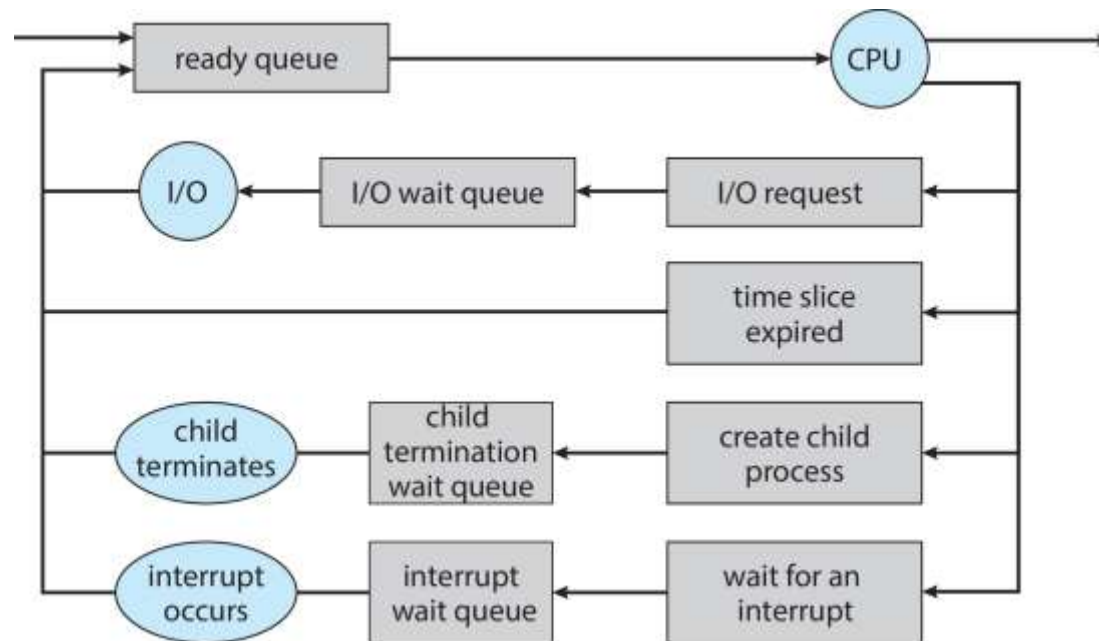 ready queue
CPU
I/O
I/O wait queue
I/O request
time slice
expired
child
terminates
child
termination
wait queue
create child
process
interrupt
occurs
interrupt
wait queue
wait for an
interrupt